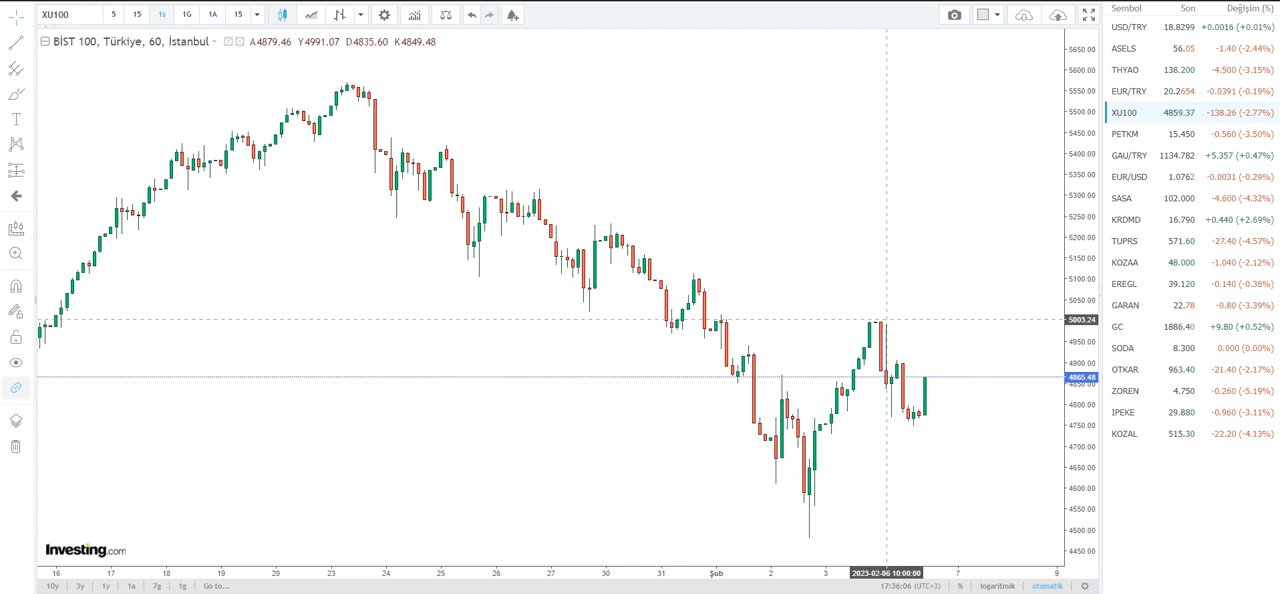 XU100 5 15 1s 1G 1A 15
BİST 100, Türkiye, 60, İstanbul A4879.46 Y4991.07 D4835.60 K4849.48
5650.00
5600.00
5550.00
5500.00
5450.00
5400.00
5350.00
5300.00
5250.00
5200.00
5150.00
5100.00
5050.00
5003.24
4950.00
4900.00
4865.48
4850.00
4800.00
4750.00
4700.00
4650.00
4600.00
4550.00
4500.00
4450.00
Investing.com
16 17 18 19 20 23 24 25 26 27 30 31 Şub 2 3 2023-02-06 10:00:00 7 9
10y 3y 1y 1a 7g 1g Go to... 17:36:06 (UTC+3) % logaritmik otomatik
Sembol Son Değişim (%)
USD/TRY 18.8299 +0.0016 (+0.01%)
ASELS 56.05 -1.40 (-2.44%)
THYAO 138.200 -4.500 (-3.15%)
EUR/TRY 20.2654 -0.0391 (-0.19%)
XU100 4859.37 -138.26 (-2.77%)
PETKM 15.450 -0.560 (-3.50%)
GAU/TRY 1134.782 +5.357 (+0.47%)
EUR/USD 1.0762 -0.0031 (-0.29%)
SASA 102.000 -4.600 (-4.32%)
KRDMD 16.790 +0.440 (+2.69%)
TUPRS 571.60 -27.40 (-4.57%)
KOZAA 48.000 -1.040 (-2.12%)
EREGL 39.120 -0.140 (-0.36%)
GARAN 22.78 -0.80 (-3.39%)
GC 1886.40 +9.80 (+0.52%)
SODA 8.300 0.000 (0.00%)
OTKAR 963.40 -21.40 (-2.17%)
ZOREN 4.750 -0.260 (-5.19%)
IPEKE 29.880 -0.960 (-3.11%)
KOZAL 515.30 -22.20 (-4.13%)